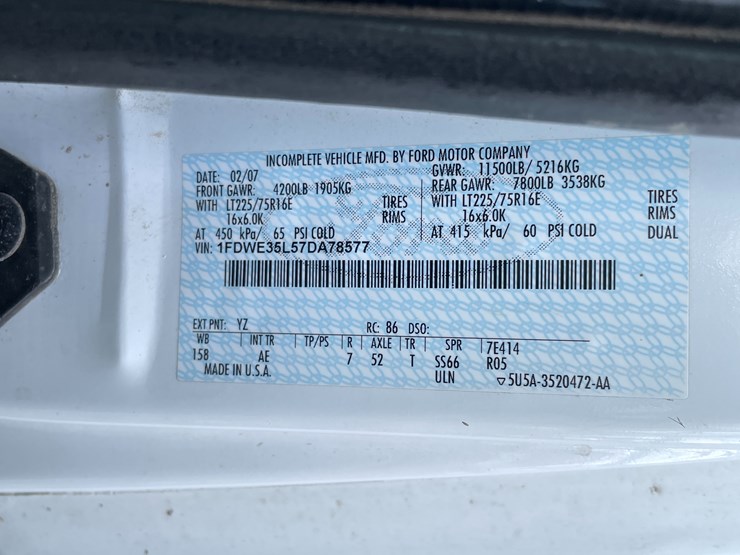 INCOMPLETE VEHICLE MFD. BY FORD MOTOR COMPANY
DATE: 02/07 GVWR: 11500LB/ 5216KG
FRONT GAWR: 4200LB 1905KG REAR GAWR: 7800LB 3538KG
WITH LT225/75R16E TIRES WITH LT225/75R16E TIRES
16x6.0K RIMS 16x6.0K RIMS
AT 450 kPa/ 65 PSI COLD AT 415 kPa/ 60 PSI COLD DUAL
VIN: 1FDWE35L57DA78577
EXT PNT: YZ RC: 86 DSO:
WB INT TR TP/PS R AXLE TR SPR 7E414
158 AE 7 52 T SS66 R05
MADE IN U.S.A. ULN ▽5U5A-3520472-AA